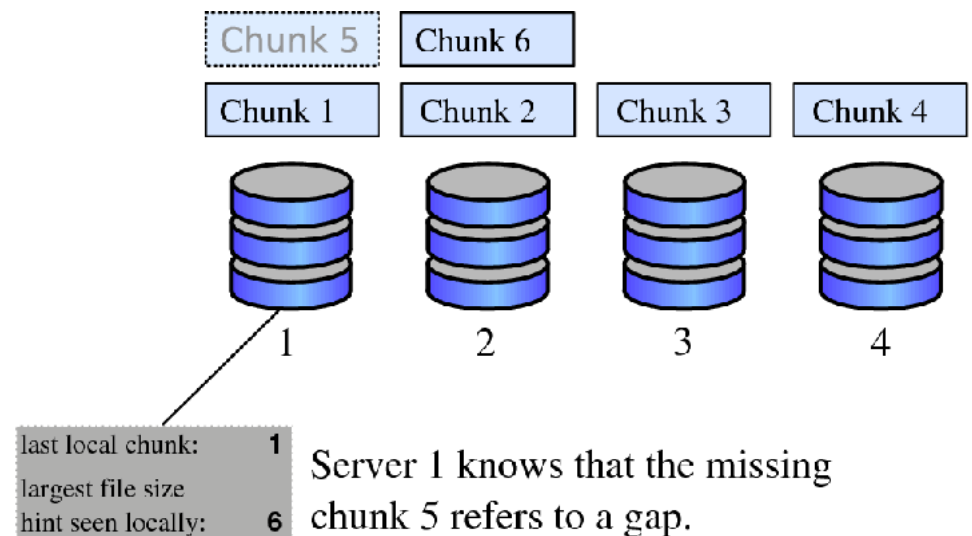 Chunk 5 Chunk 6
Chunk 1 Chunk 2 Chunk 3 Chunk 4
1 2 3 4
last local chunk: 1
largest file size
hint seen locally: 6
Server 1 knows that the missing
chunk 5 refers to a gap.